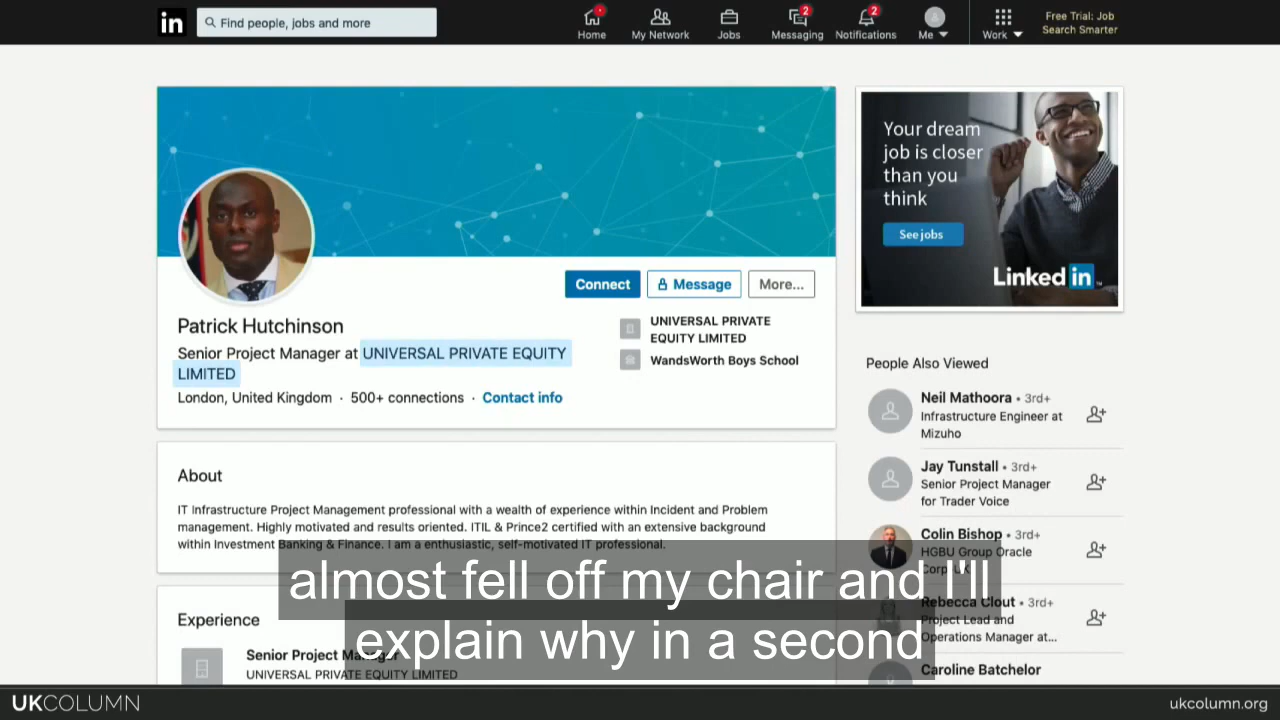 in
Find people, jobs and more
Home
My Network
Jobs
2
Messaging
2
Notifications
Me
Work
Free Trial: Job
Search Smarter
Your dream
job is closer
than you
think
See jobs
Linked in
Connect
Message
More...
Patrick Hutchinson
Senior Project Manager at UNIVERSAL PRIVATE EQUITY
LIMITED
London, United Kingdom · 500+ connections · Contact info
UNIVERSAL PRIVATE
EQUITY LIMITED
WandsWorth Boys School
About
IT Infrastructure Project Management professional with a wealth of experience within Incident and Problem
management. Highly motivated and results oriented. ITIL & Prince2 certified with an extensive background
within Investment Banking & Finance. I am a enthusiastic, self-motivated IT professional.
Experience
Senior Project Manager
UNIVERSAL PRIVATE EQUITY LIMITED
People Also Viewed
Neil Mathoora • 3rd+
Infrastructure Engineer at
Mizuho
Jay Tunstall • 3rd+
Senior Project Manager
for Trader Voice
Colin Bishop • 3rd+
HGBU Group Oracle
Corp UK
Rebecca Clout • 3rd+
Project Lead and
Operations Manager at...
Caroline Batchelor
almost fell off my chair and I'll
explain why in a second
UKCOLUMN
ukcolumn.org